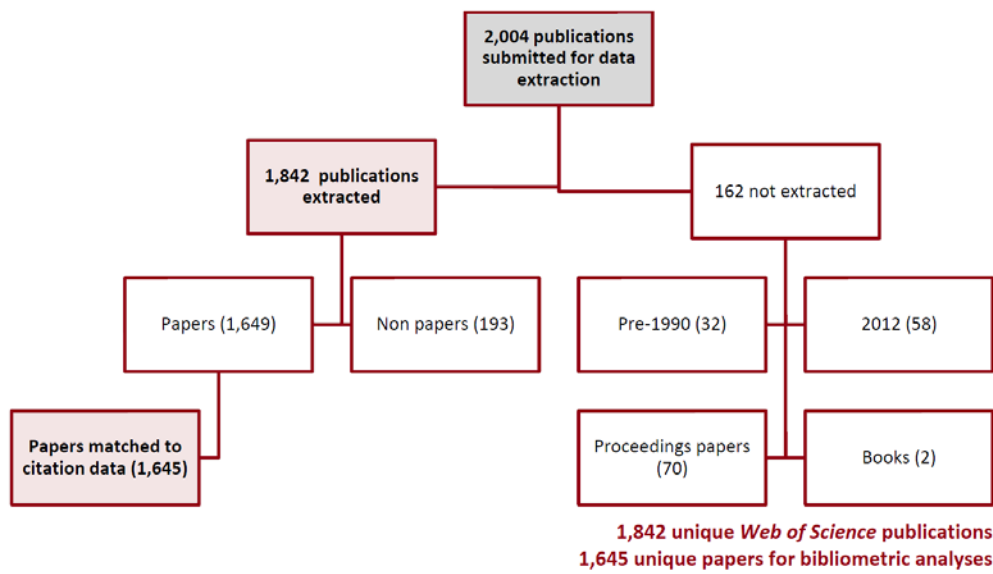 2,004 publications
submitted for data
extraction
1,842 publications
extracted
162 not extracted
Papers (1,649)
Non papers (193)
Pre-1990 (32)
2012 (58)
Papers matched to
citation data (1,645)
Proceedings papers
(70)
Books (2)
1,842 unique Web of Science publications
1,645 unique papers for bibliometric analyses